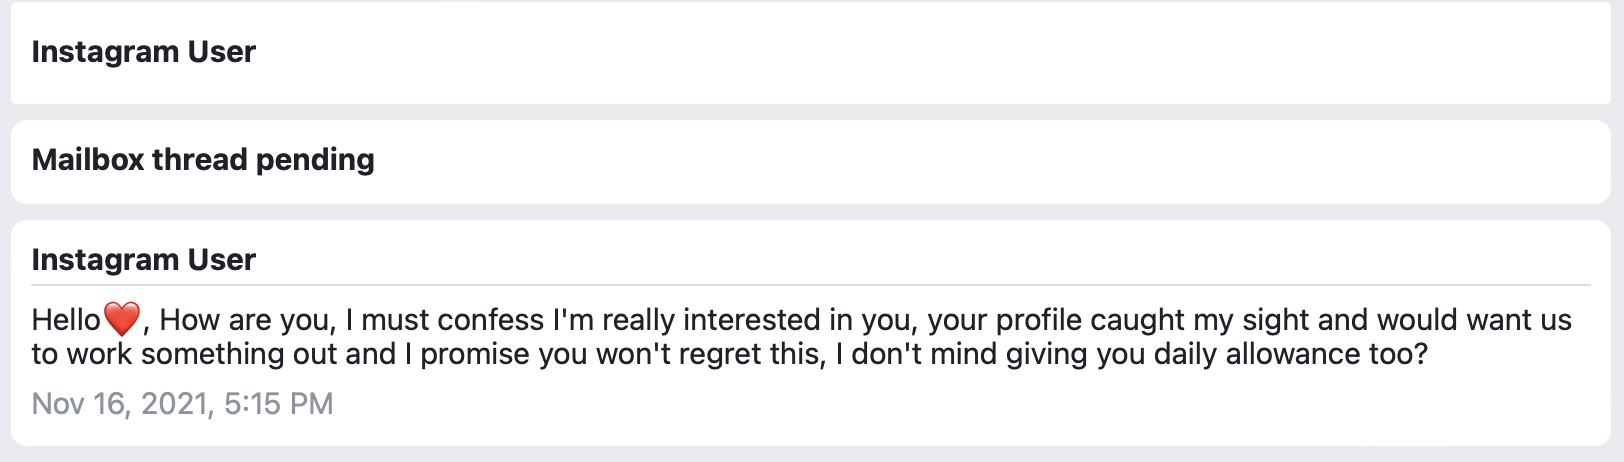 Instagram User
Mailbox thread pending
Instagram User
Hello❤️, How are you, I must confess I'm really interested in you, your profile caught my sight and would want us
to work something out and I promise you won't regret this, I don't mind giving you daily allowance too?
Nov 16, 2021, 5:15 PM